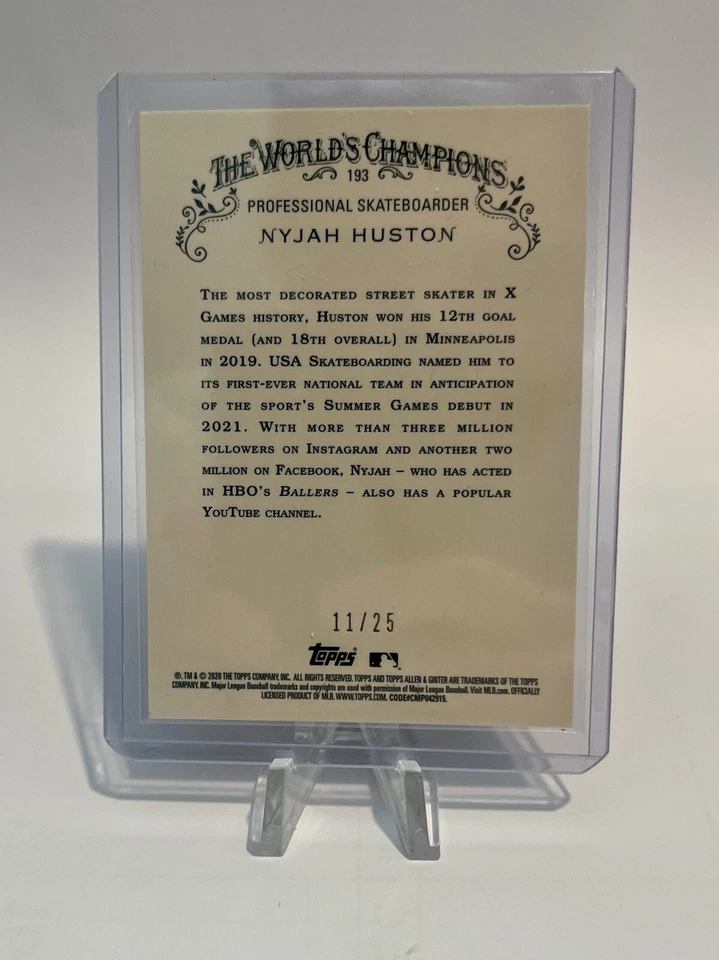 THE WORLD'S CHAMPIONS
193
PROFESSIONAL SKATEBOARDER
NYJAH HUSTON
THE MOST DECORATED STREET SKATER IN X
GAMES HISTORY, HUSTON WON HIS 12TH GOAL
MEDAL (AND 18TH OVERALL) IN MINNEAPOLIS
IN 2019. USA SKATEBOARDING NAMED HIM TO
ITS FIRST-EVER NATIONAL TEAM IN ANTICIPATION
OF THE SPORT'S SUMMER GAMES DEBUT IN
2021. WITH MORE THAN THREE MILLION
FOLLOWERS ON INSTAGRAM AND ANOTHER TWO
MILLION ON FACEBOOK, NYJAH – WHO HAS ACTED
IN HBO'S BALLERS – ALSO HAS A POPULAR
YOUTUBE CHANNEL.
11/25
Topps
®, TM & © 2020 THE TOPPS COMPANY, INC. ALL RIGHTS RESERVED. TOPPS AND TOPPS ALLEN & GINTER ARE TRADEMARKS OF THE TOPPS
COMPANY, INC. Major League Baseball trademarks and copyrights are used with permission of Major League Baseball. Visit MLB.com. OFFICIALLY
LICENSED PRODUCT OF MLB. WWW.TOPPS.COM. CODE#CMP042915.